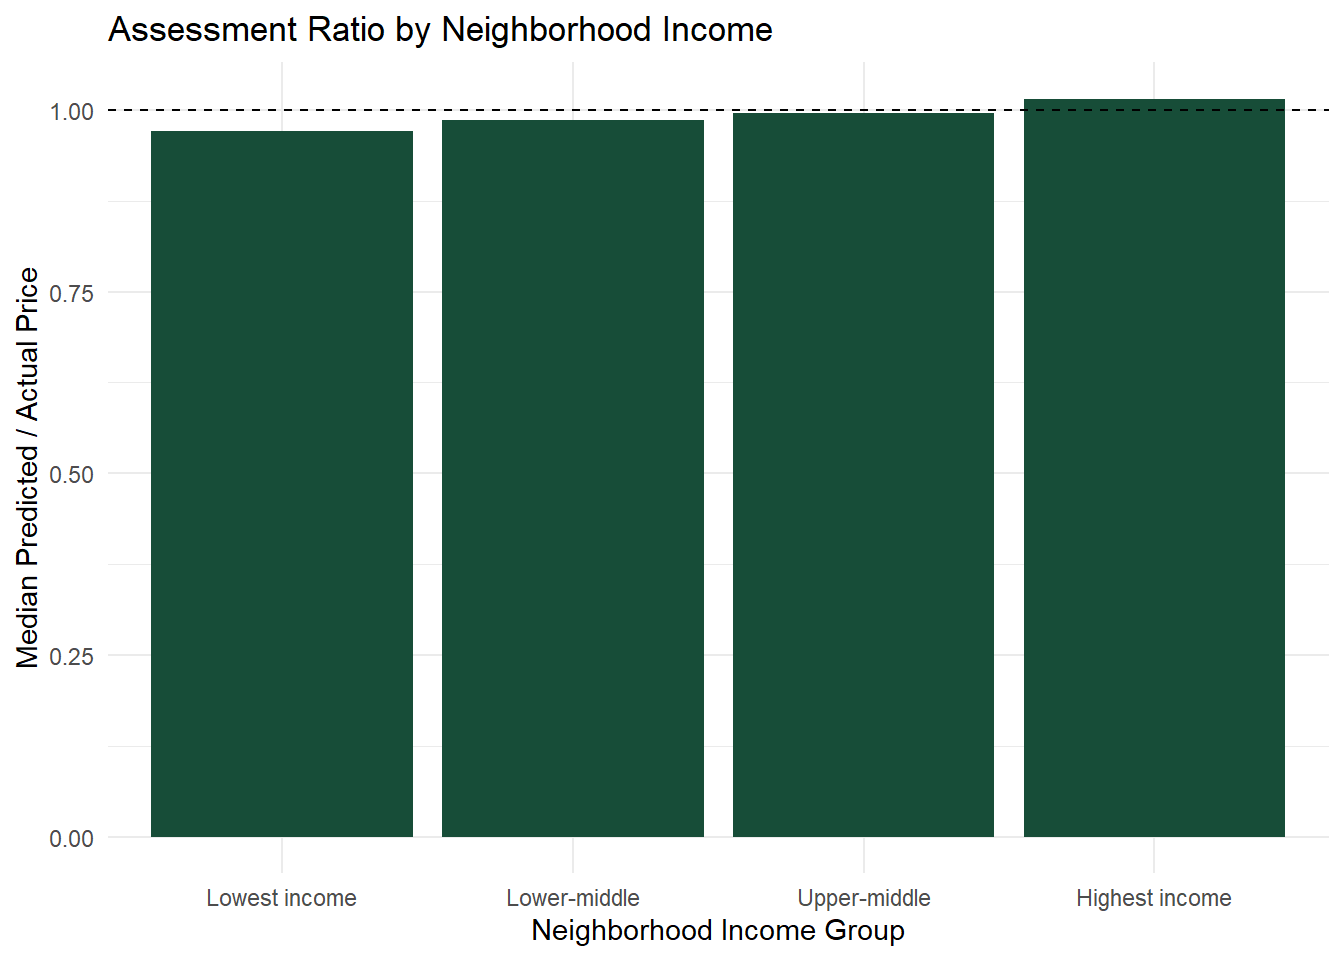 Assessment Ratio by Neighborhood Income
Median Predicted / Actual Price
1.00
0.75
0.50
0.25
0.00
Lowest income
Lower-middle
Upper-middle
Highest income
Neighborhood Income Group